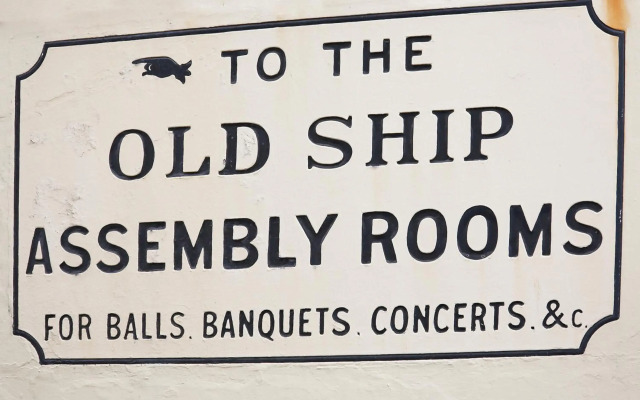 TO THE
OLD SHIP
ASSEMBLY ROOMS
FOR BALLS. BANQUETS. CONCERTS. &c.